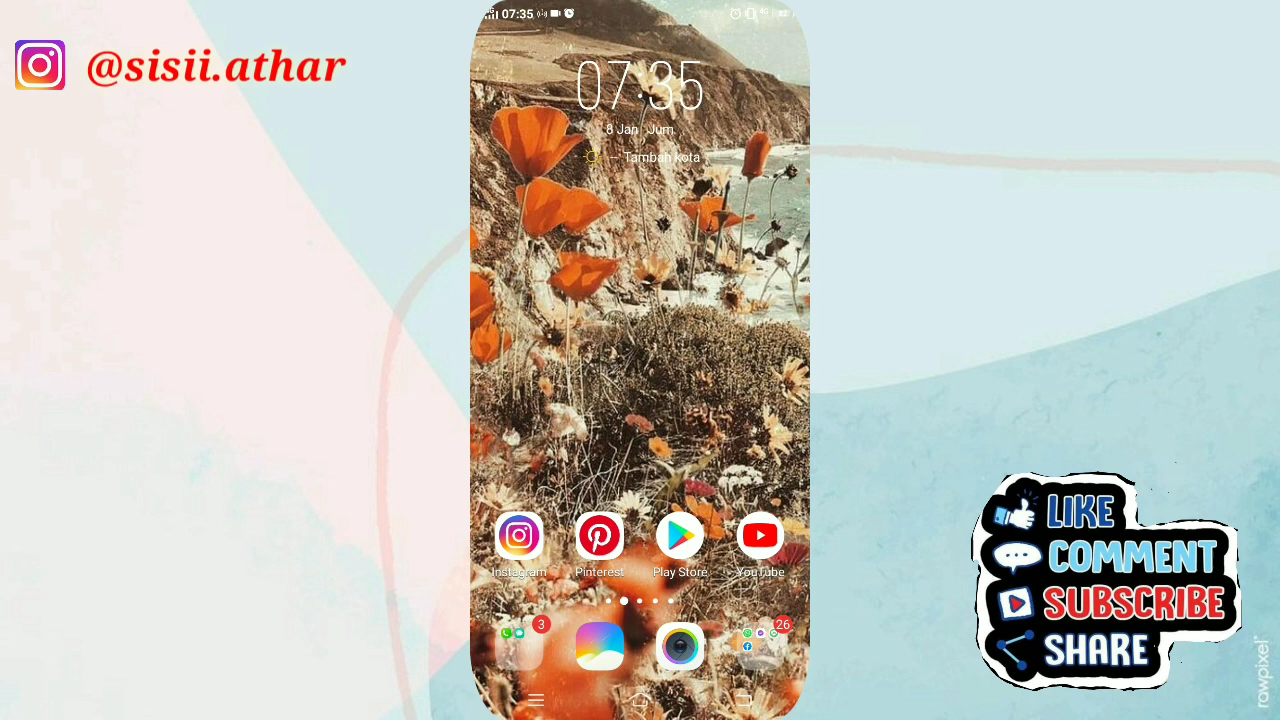 @sisii.athar
07:35
4G
07:35
8 Jan Jum
-- Tambah kota
Instagram
Pinterest
Play Store
YouTube
3
26
LIKE
COMMENT
SUBSCRIBE
SHARE
rawpixel